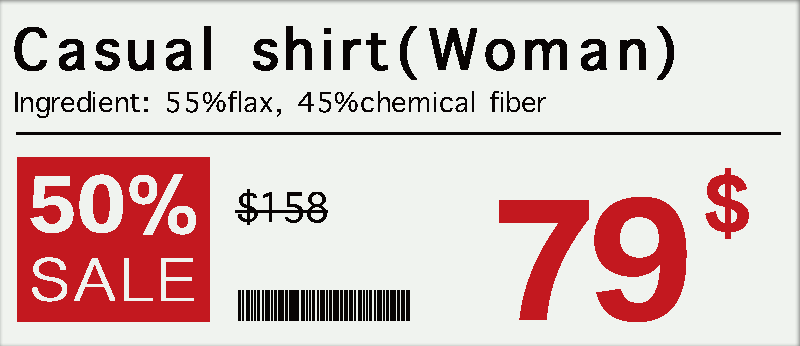 Casual shirt(Woman)
Ingredient: 55%flax, 45%chemical fiber
50%
SALE
$158
79$